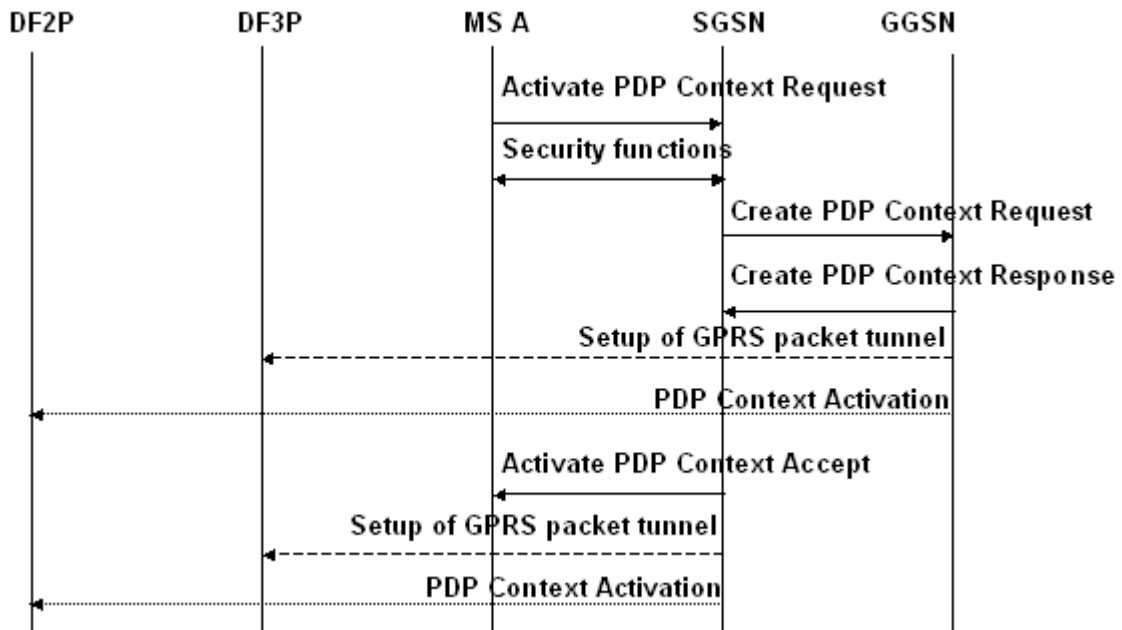 DF2P DF3P MS A SGSN GGSN
Activate PDP Context Request
Security functions
Create PDP Context Request
Create PDP Context Response
Setup of GPRS packet tunnel
PDP Context Activation
Activate PDP Context Accept
Setup of GPRS packet tunnel
PDP Context Activation